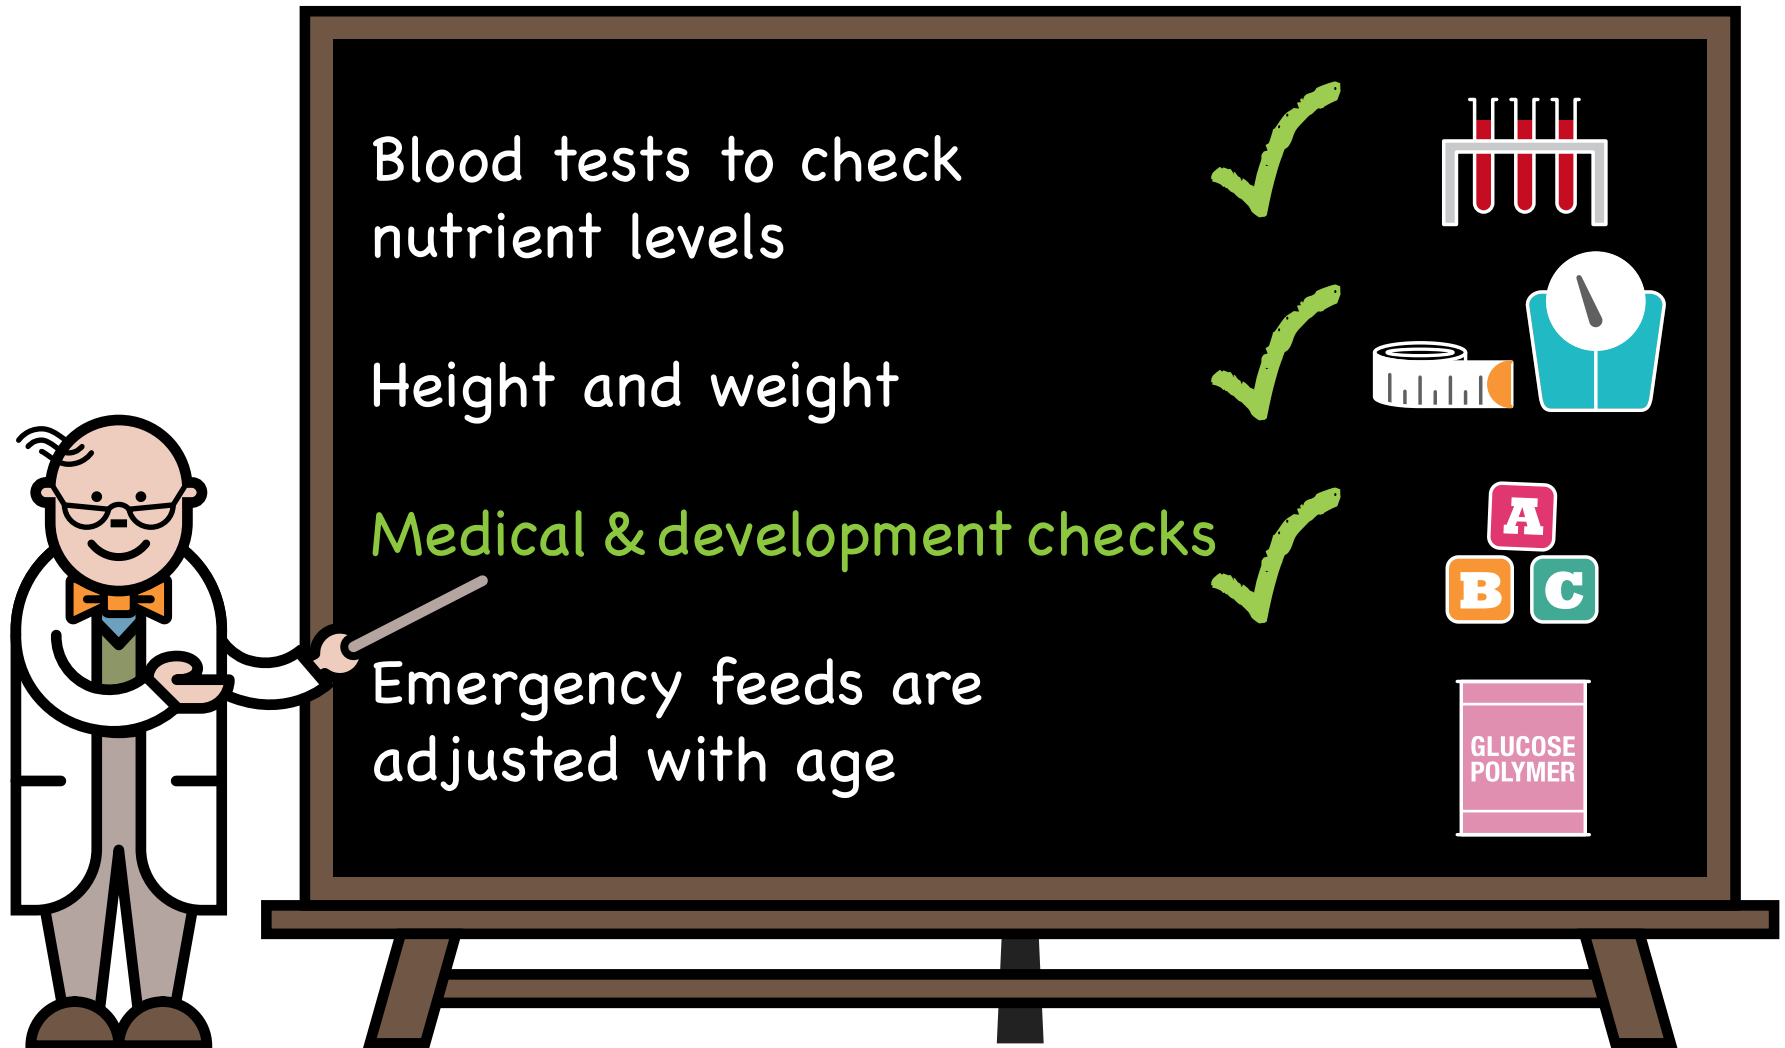 Blood tests to check
nutrient levels
Height and weight
Medical & development checks
A
B C
Emergency feeds are
adjusted with age
GLUCOSE
POLYMER